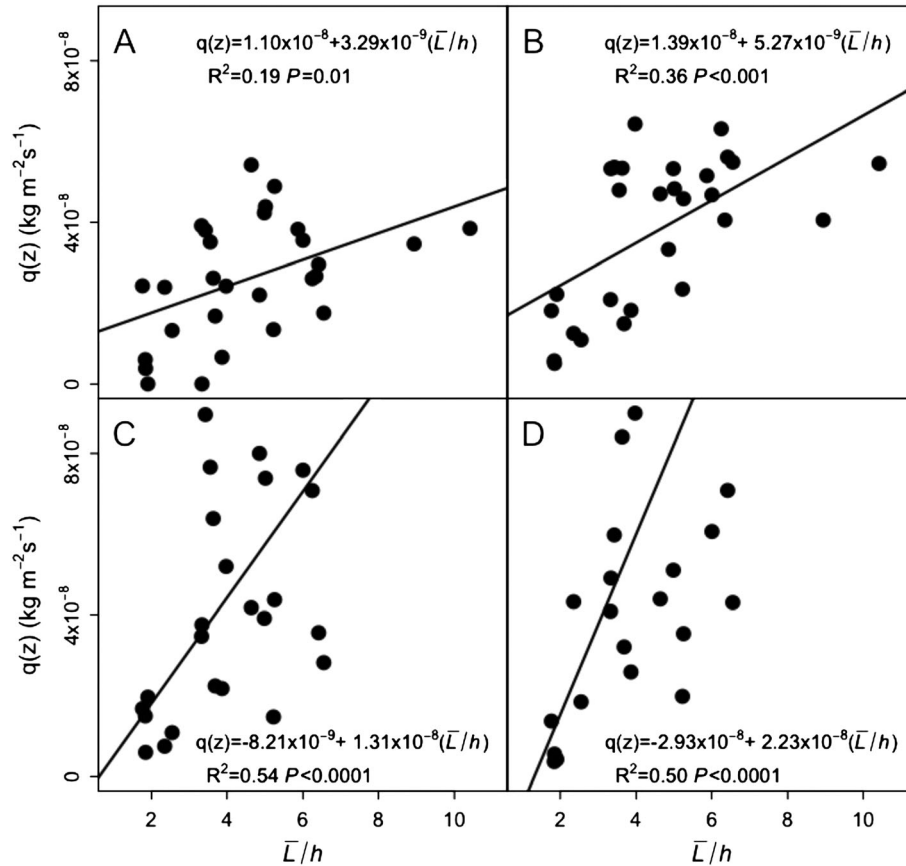 A
q(z)=1.10x10⁻⁸+3.29x10⁻⁹(L̅/h)
R²=0.19 P=0.01
B
q(z)=1.39x10⁻⁸+ 5.27x10⁻⁹(L̅/h)
R²=0.36 P<0.001
q(z) (kg m⁻²s⁻¹)
8x10⁻⁸
4x10⁻⁸
0
C
q(z)=-8.21x10⁻⁹+ 1.31x10⁻⁸(L̅/h)
R²=0.54 P<0.0001
D
q(z)=-2.93x10⁻⁸+ 2.23x10⁻⁸(L̅/h)
R²=0.50 P<0.0001
q(z) (kg m⁻²s⁻¹)
8x10⁻⁸
4x10⁻⁸
0
2 4 6 8 10
L̅/h
2 4 6 8 10
L̅/h